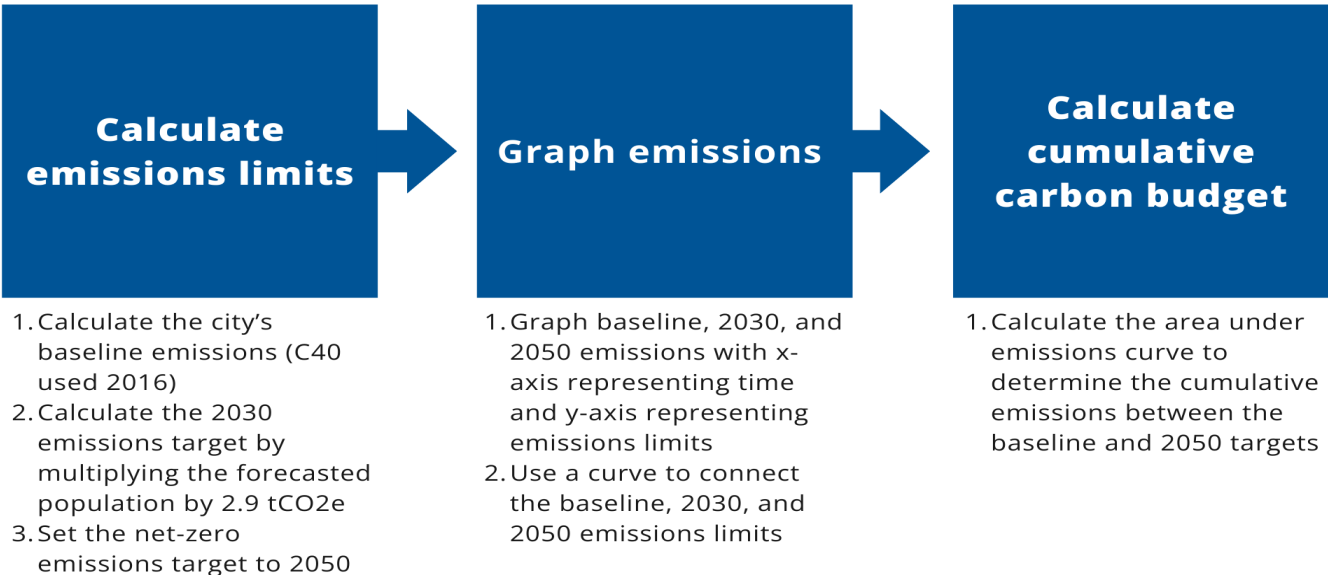 Calculate
emissions limits
1. Calculate the city’s
baseline emissions (C40
used 2016)
2. Calculate the 2030
emissions target by
multiplying the forecasted
population by 2.9 tCO2e
3. Set the net-zero
emissions target to 2050
Graph emissions
1. Graph baseline, 2030, and
2050 emissions with x-
axis representing time
and y-axis representing
emissions limits
2. Use a curve to connect
the baseline, 2030, and
2050 emissions limits
Calculate
cumulative
carbon budget
1. Calculate the area under
emissions curve to
determine the cumulative
emissions between the
baseline and 2050 targets